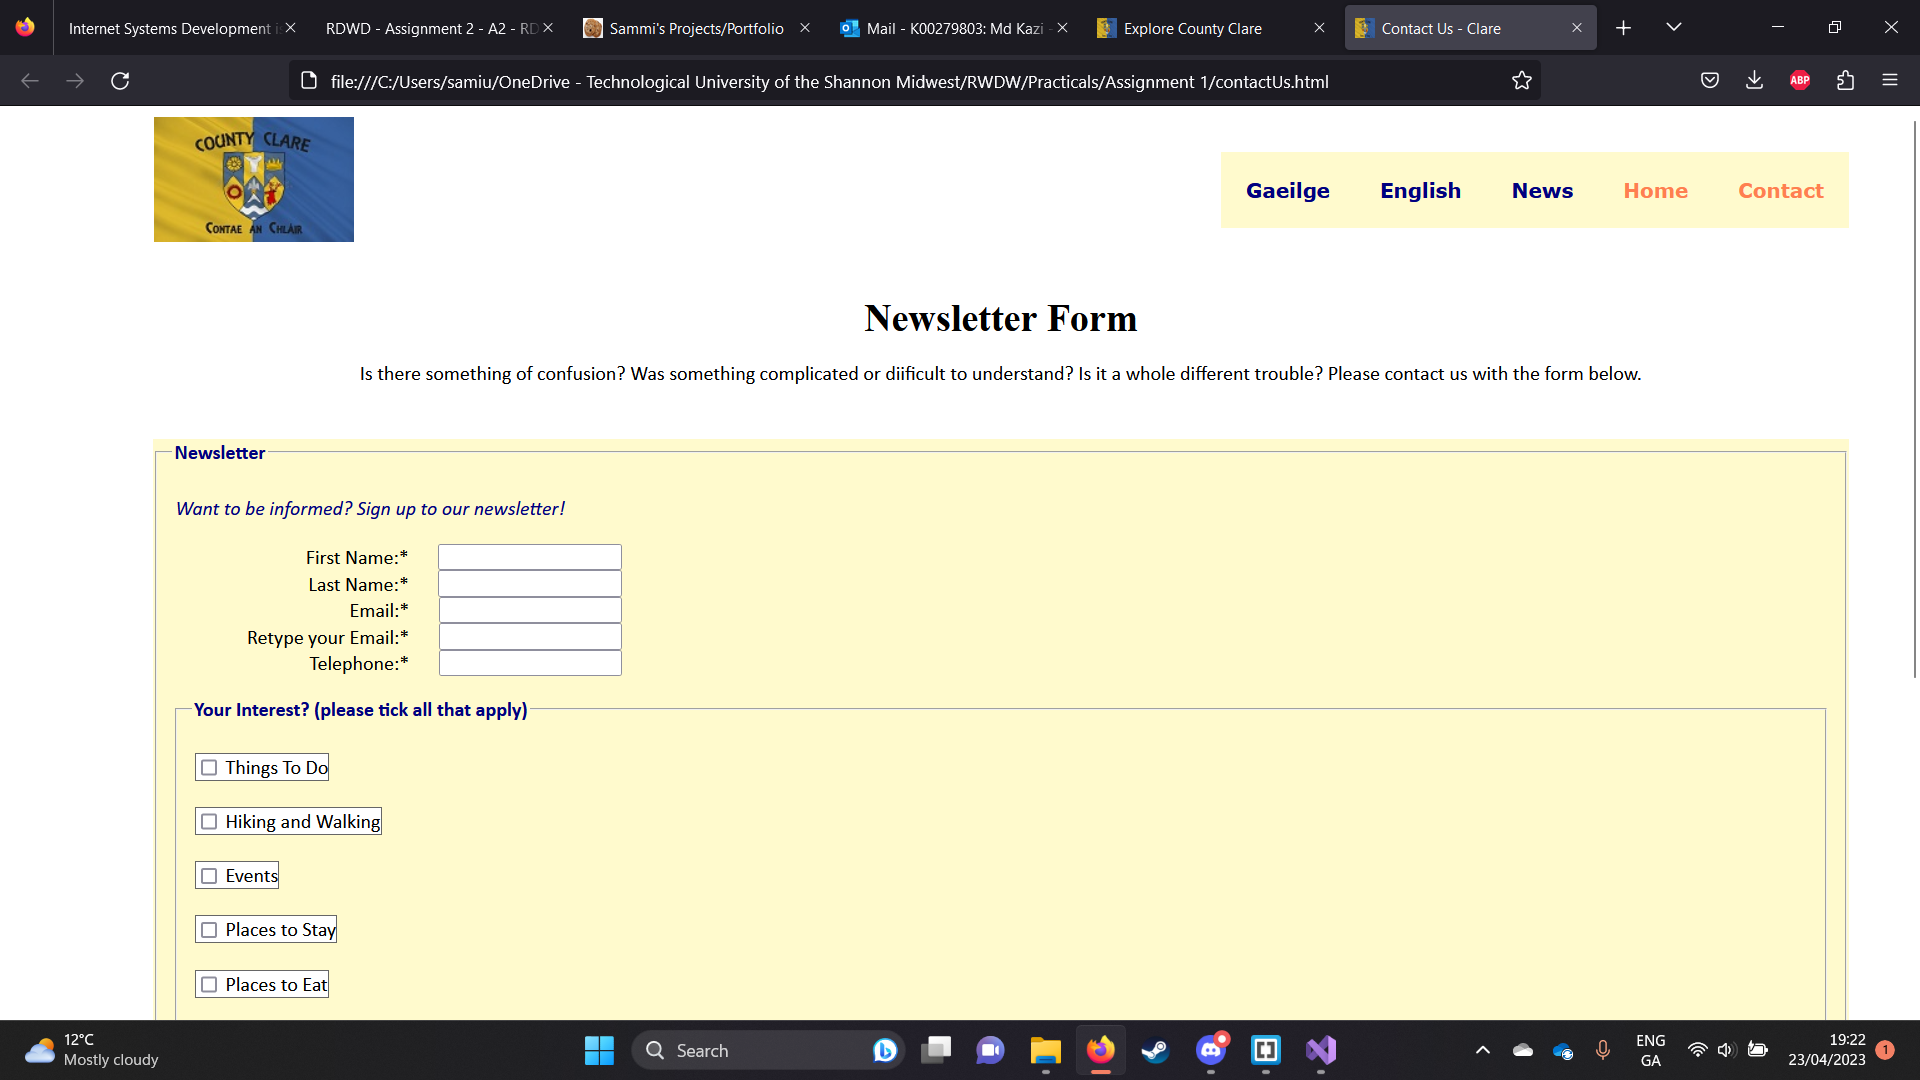 Internet Systems Development is
RDWD - Assignment 2 - A2 - RD
Sammi's Projects/Portfolio
Mail - K00279803: Md Kazi -
Explore County Clare
Contact Us - Clare
file:///C:/Users/samiu/OneDrive - Technological University of the Shannon Midwest/RWDW/Practicals/Assignment 1/contactUs.html
ABP
COUNTY CLARE
CONTAE AN CHLÁIR
Gaeilge English News Home Contact
Newsletter Form
Is there something of confusion? Was something complicated or diificult to understand? Is it a whole different trouble? Please contact us with the form below.
Newsletter
Want to be informed? Sign up to our newsletter!
First Name:*
Last Name:*
Email:*
Retype your Email:*
Telephone:*
Your Interest? (please tick all that apply)
Things To Do
Hiking and Walking
Events
Places to Stay
Places to Eat
12°C
Mostly cloudy
Search
ENG
GA
19:22
23/04/2023
1